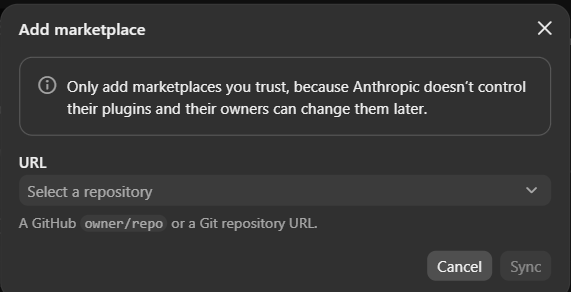 Add marketplace
Only add marketplaces you trust, because Anthropic doesn’t control
their plugins and their owners can change them later.
URL
Select a repository
A GitHub owner/repo or a Git repository URL.
Cancel Sync